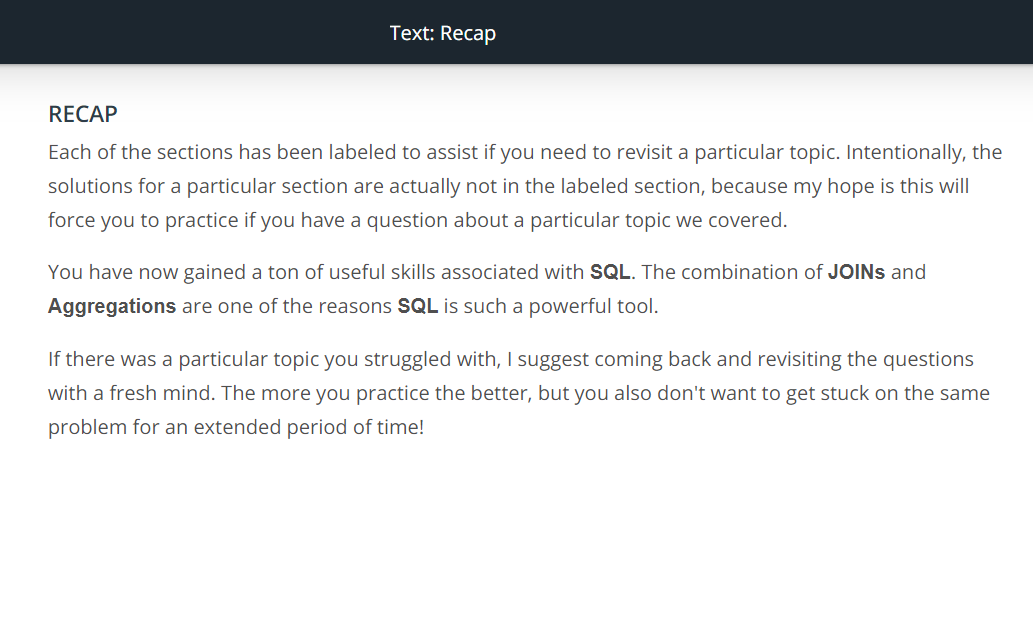 Text: Recap
RECAP
Each of the sections has been labeled to assist if you need to revisit a particular topic. Intentionally, the
solutions for a particular section are actually not in the labeled section, because my hope is this will
force you to practice if you have a question about a particular topic we covered.
You have now gained a ton of useful skills associated with SQL. The combination of JOINs and
Aggregations are one of the reasons SQL is such a powerful tool.
If there was a particular topic you struggled with, I suggest coming back and revisiting the questions
with a fresh mind. The more you practice the better, but you also don't want to get stuck on the same
problem for an extended period of time!